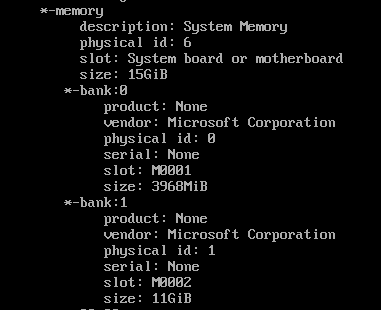 *-memory
description: System Memory
physical id: 6
slot: System board or motherboard
size: 15GiB
*-bank:0
product: None
vendor: Microsoft Corporation
physical id: 0
serial: None
slot: M0001
size: 3968MiB
*-bank:1
product: None
vendor: Microsoft Corporation
physical id: 1
serial: None
slot: M0002
size: 11GiB